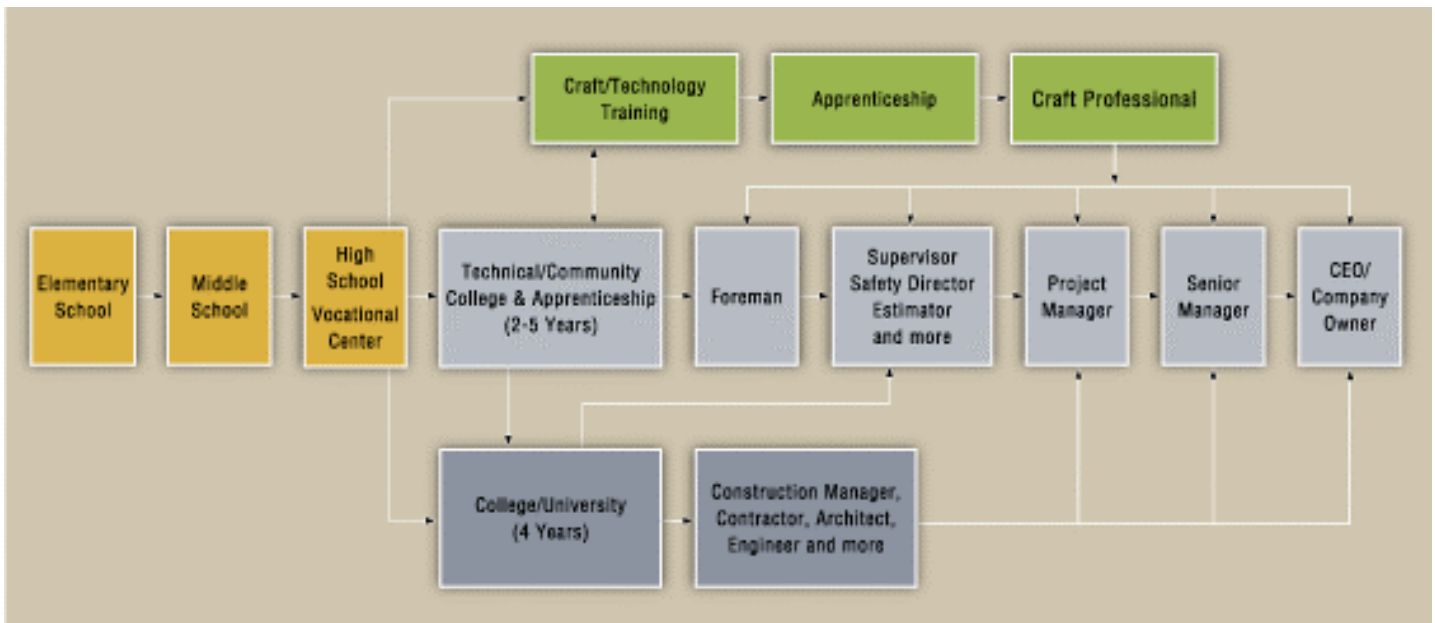 Craft/Technology
Training
Apprenticeship
Craft Professional
Elementary
School
Middle
School
High
School
Vocational
Center
Technical/Community
College & Apprenticeship
(2-5 Years)
Foreman
Supervisor
Safety Director
Estimator
and more
Project
Manager
Senior
Manager
CEO/
Company
Owner
College/University
(4 Years)
Construction Manager,
Contractor, Architect,
Engineer and more